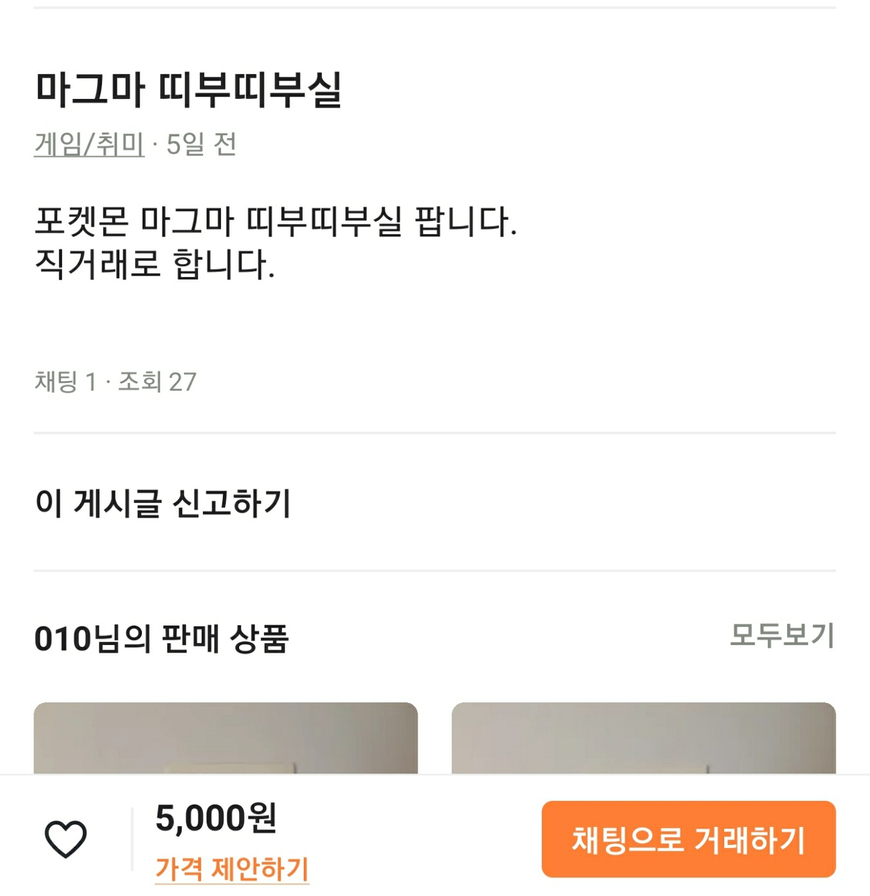 마그마 띠부띠부실
게임/취미 · 5일 전
포켓몬 마그마 띠부띠부실 팝니다.
직거래로 합니다.
채팅 1 · 조회 27
이 게시글 신고하기
010님의 판매 상품
모두보기
5,000원
가격 제안하기
채팅으로 거래하기